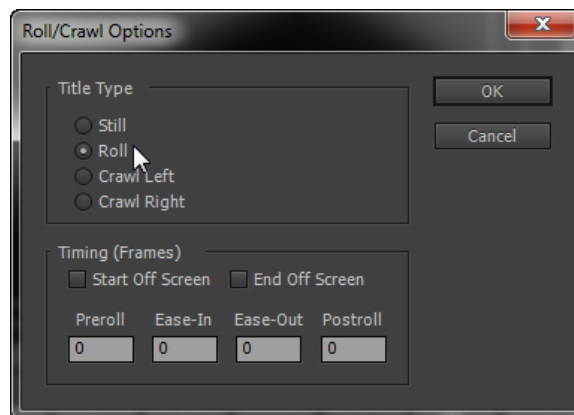 Roll/Crawl Options
Title Type
Still
Roll
Crawl Left
Crawl Right
OK
Cancel
Timing (Frames)
Start Off Screen End Off Screen
Preroll Ease-In Ease-Out Postroll
0 0 0 0